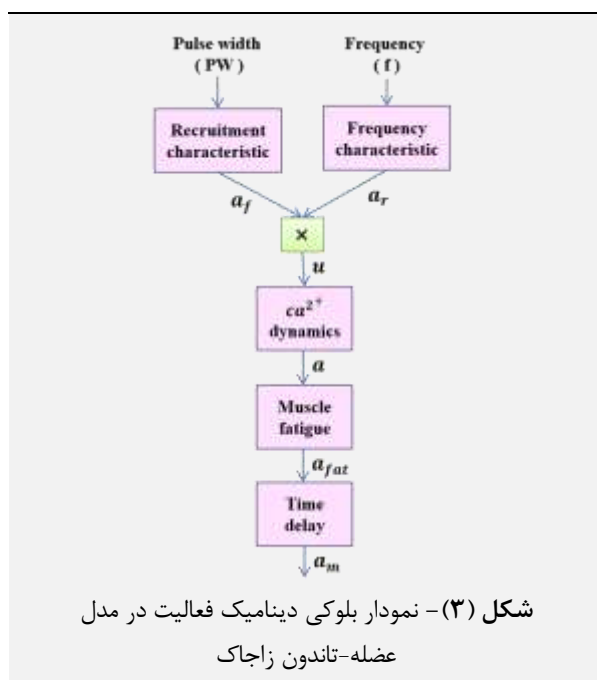 Pulse width
( PW )
Frequency
( f )
Recruitment
characteristic
Frequency
characteristic
a_f
a_r
×
u
ca²⁺
dynamics
a
Muscle
fatigue
a_fat
Time
delay
a_m
شکل (۳)- نمودار بلوکی دینامیک فعالیت در مدل
عضله-تاندون زاجاک